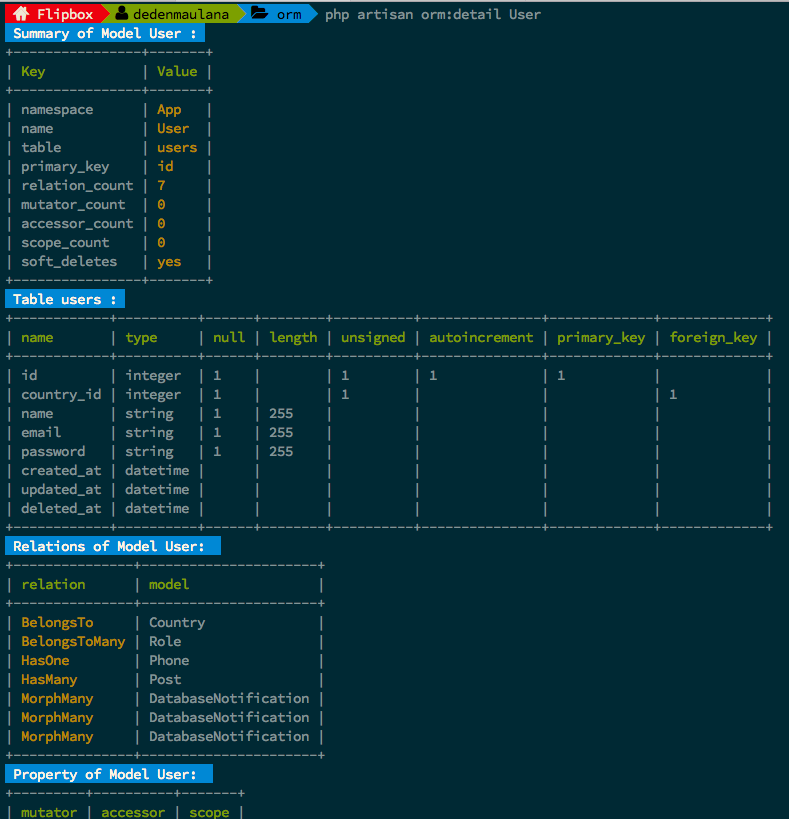 Flipbox dedenmaulana orm php artisan orm:detail User
Summary of Model User :
+----------------+-------+
| Key            | Value |
+----------------+-------+
| namespace      | App   |
| name           | User  |
| table          | users |
| primary_key    | id    |
| relation_count | 7     |
| mutator_count  | 0     |
| accessor_count | 0     |
| scope_count    | 0     |
| soft_deletes   | yes   |
+----------------+-------+
Table users :
+------------+----------+------+--------+----------+---------------+-------------+-------------+
| name       | type     | null | length | unsigned | autoincrement | primary_key | foreign_key |
+------------+----------+------+--------+----------+---------------+-------------+-------------+
| id         | integer  | 1    |        | 1        | 1             | 1           |             |
| country_id | integer  | 1    |        | 1        |               |             | 1           |
| name       | string   | 1    | 255    |          |               |             |             |
| email      | string   | 1    | 255    |          |               |             |             |
| password   | string   | 1    | 255    |          |               |             |             |
| created_at | datetime |      |        |          |               |             |             |
| updated_at | datetime |      |        |          |               |             |             |
| deleted_at | datetime |      |        |          |               |             |             |
+------------+----------+------+--------+----------+---------------+-------------+-------------+
Relations of Model User:
+---------------+----------------------+
| relation      | model                |
+---------------+----------------------+
| BelongsTo     | Country              |
| BelongsToMany | Role                 |
| HasOne        | Phone                |
| HasMany       | Post                 |
| MorphMany     | DatabaseNotification |
| MorphMany     | DatabaseNotification |
| MorphMany     | DatabaseNotification |
+---------------+----------------------+
Property of Model User:
+---------+----------+-------+
| mutator | accessor | scope |